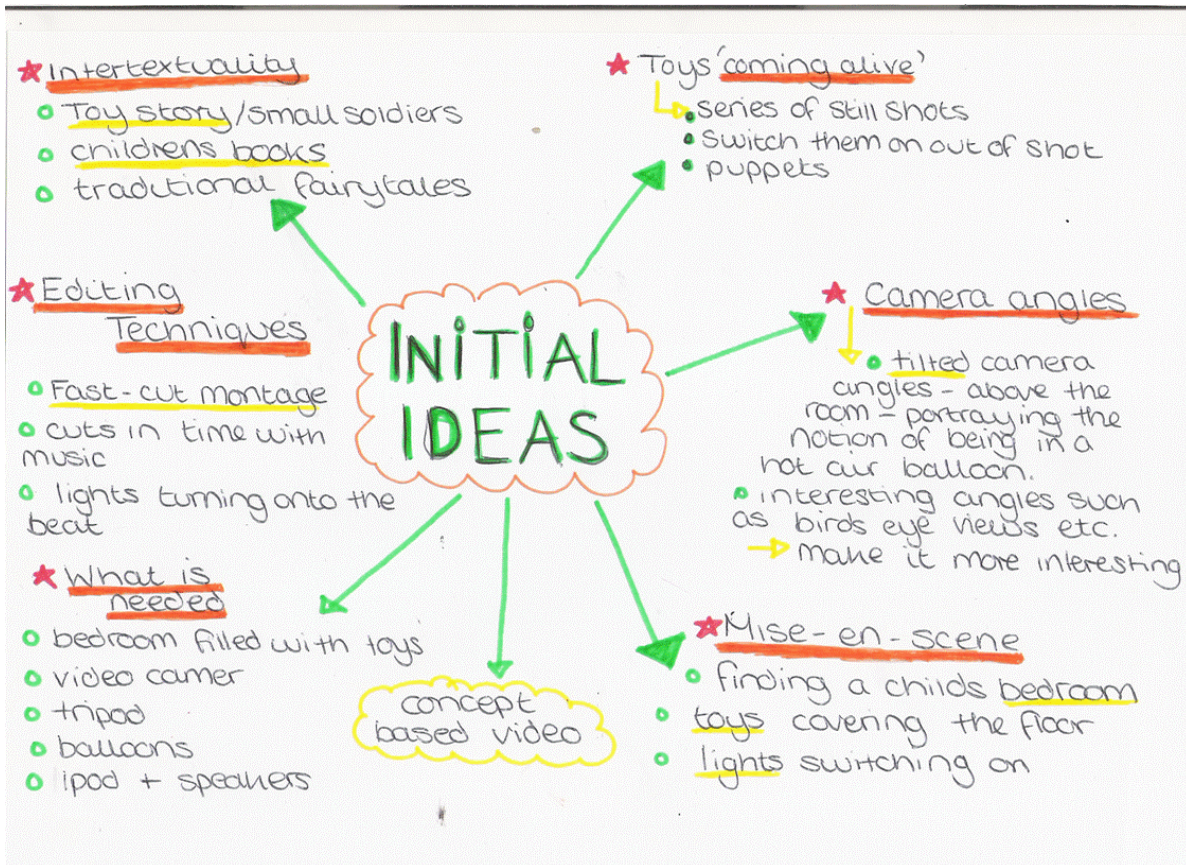 INITIAL
IDEAS
Intertextuality
Toy story/small soldiers
childrens books
traditional fairytales
Toys 'coming alive'
series of still shots
Switch them on out of shot
puppets
Editing
Techniques
Fast-cut montage
cuts in time with
music
lights turning onto the
beat
Camera angles
tilted camera
angles - above the
room - portraying the
notion of being in a
hot air balloon.
interesting angles such
as birds eye views etc.
make it more interesting
What is
needed
bedroom filled with toys
video camer
tripod
balloons
ipod + speakers
concept
based video
Mise-en-scene
finding a childs bedroom
toys covering the floor
lights switching on